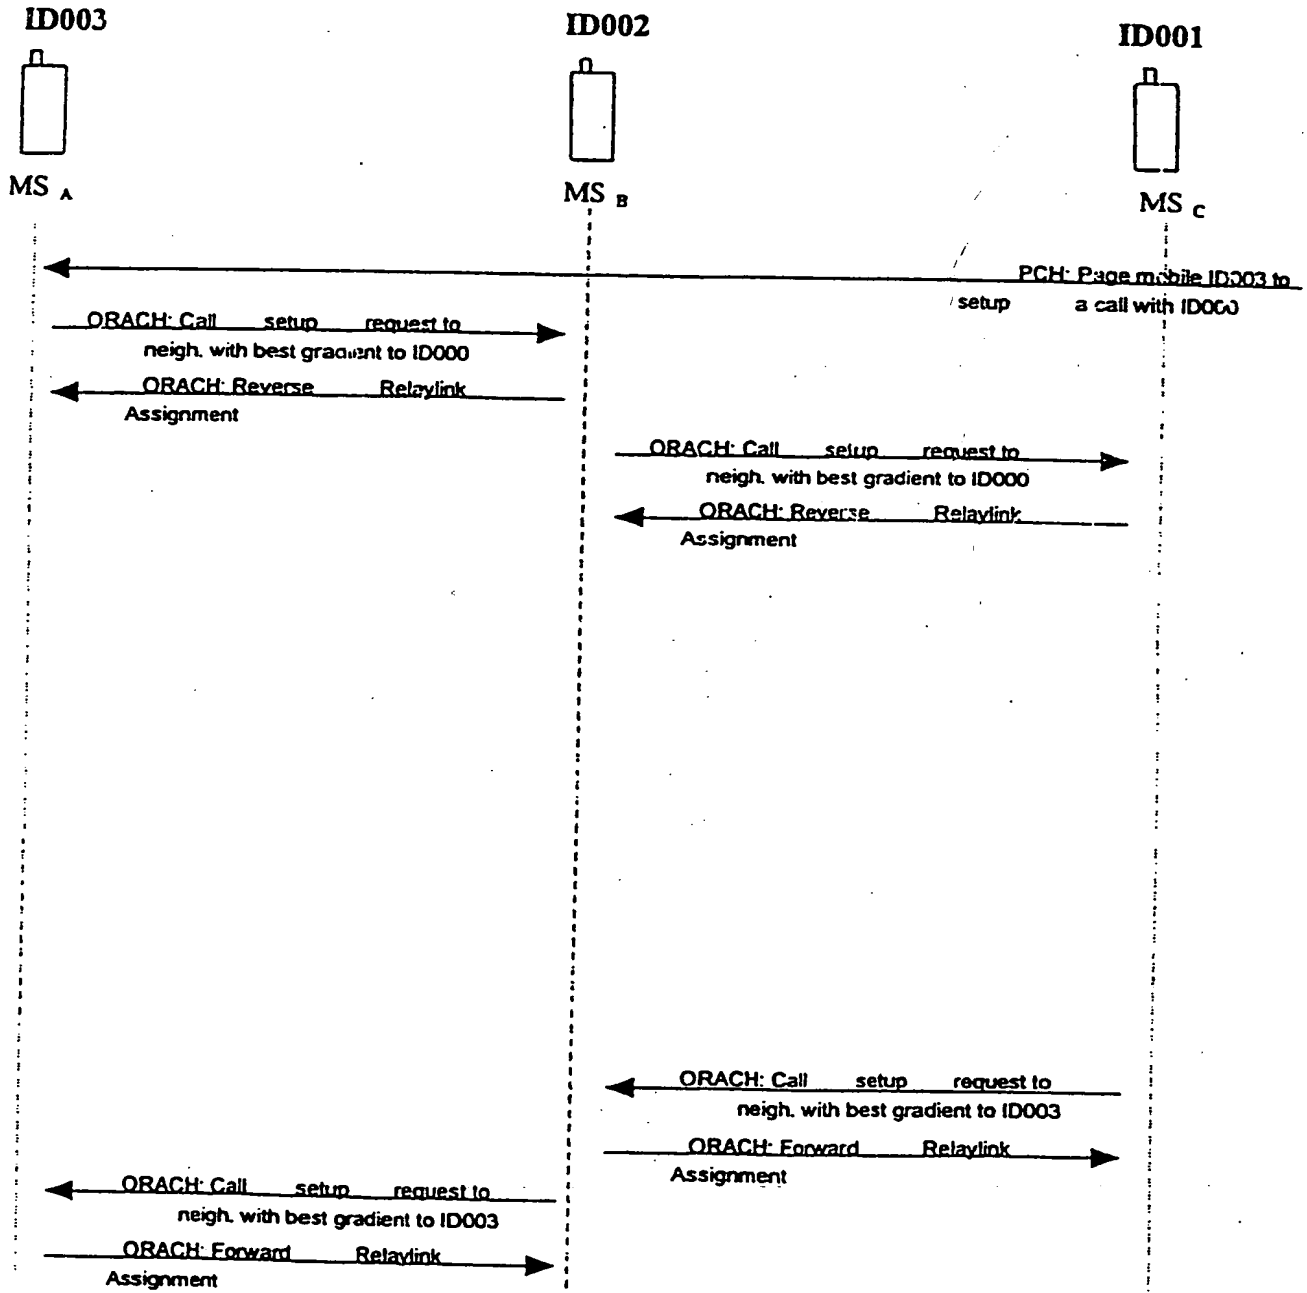 ID003
ID002
ID001
MS A
MS B
MS C
PCH: Page mobile ID003 to
setup a call with ID000
ORACH: Call setup request to
neigh. with best gradient to ID000
ORACH: Reverse Relaylink
Assignment
ORACH: Call setup request to
neigh. with best gradient to ID000
ORACH: Reverse Relaylink
Assignment
ORACH: Call setup request to
neigh. with best gradient to ID003
ORACH: Forward Relaylink
Assignment
ORACH: Call setup request to
neigh. with best gradient to ID003
ORACH: Forward Relaylink
Assignment